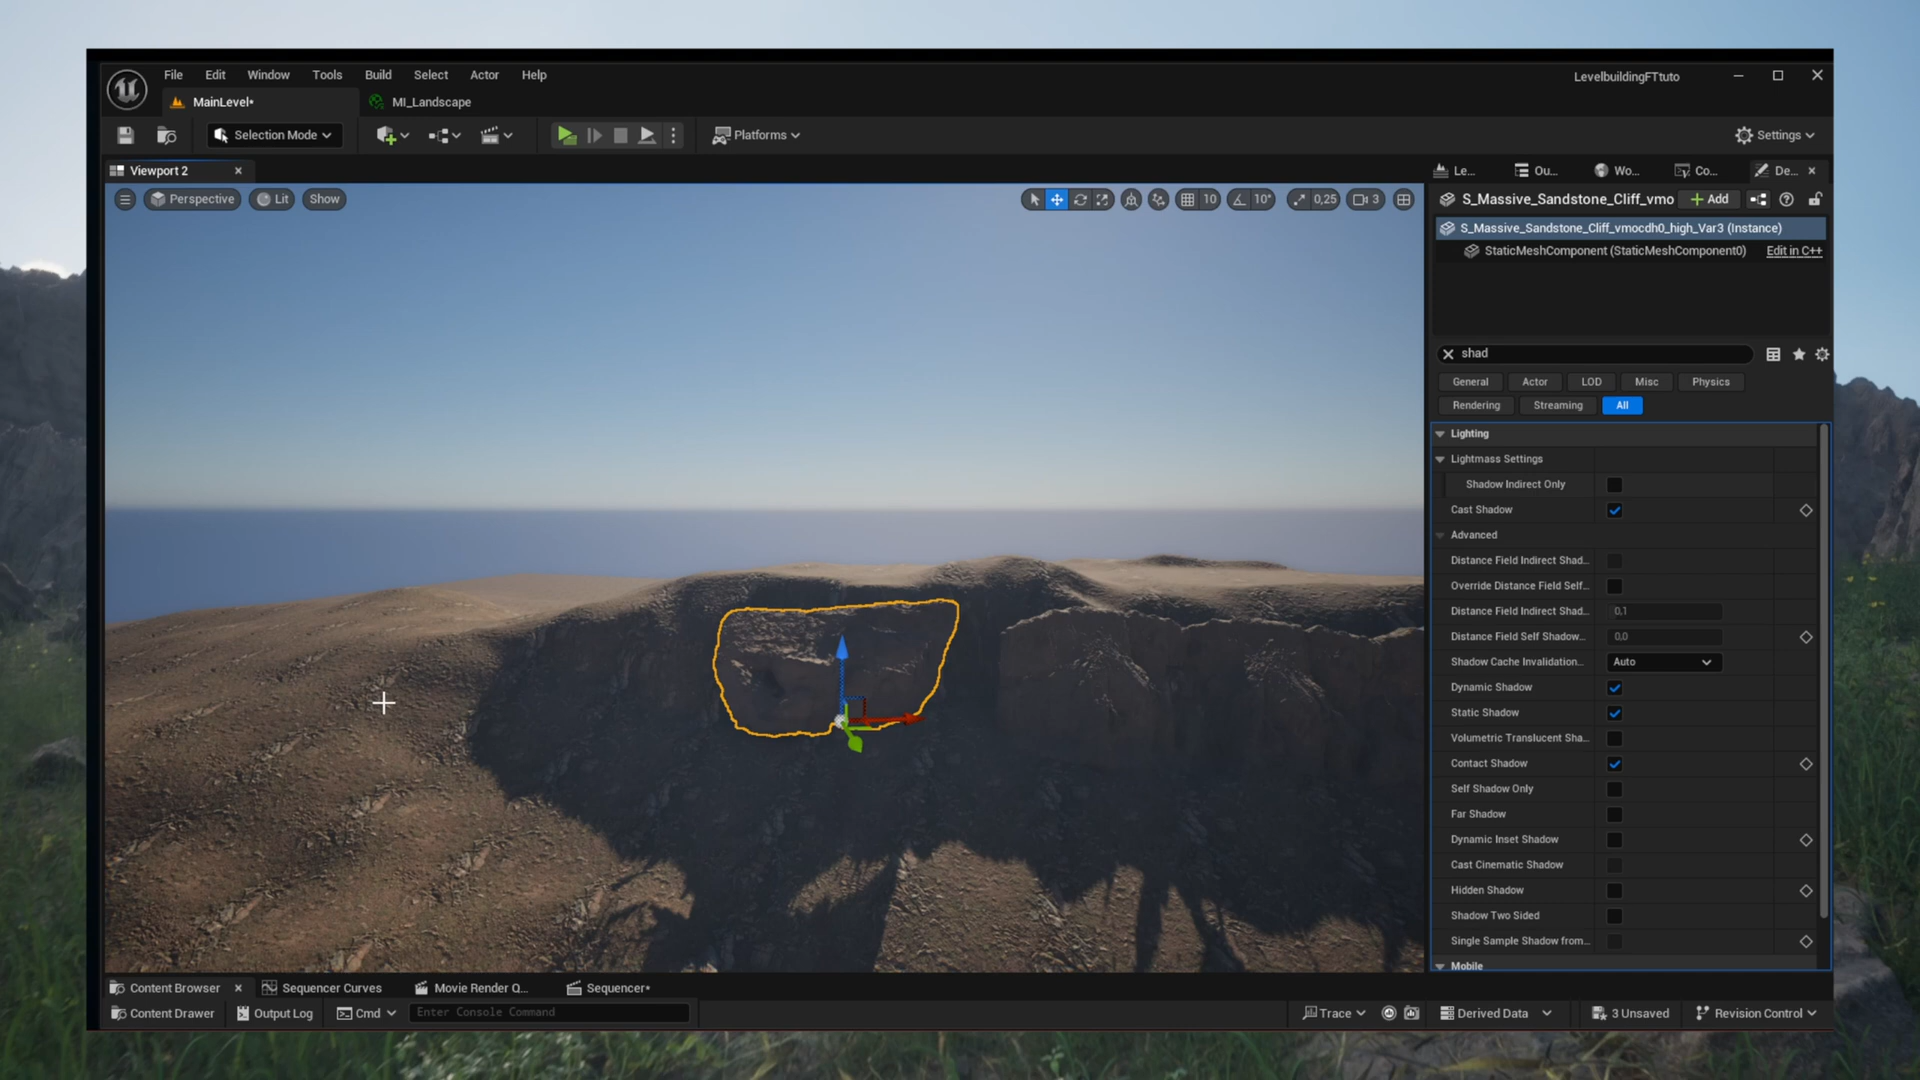 File Edit Window Tools Build Select Actor Help
LevelbuildingFTtuto
MainLevel*
MI_Landscape
Selection Mode
Platforms
Settings
Viewport 2
Le...
Ou...
Wo...
Co...
De...
Perspective
Lit
Show
10
10°
0,25
3
S_Massive_Sandstone_Cliff_vmo
+ Add
S_Massive_Sandstone_Cliff_vmocdh0_high_Var3 (Instance)
StaticMeshComponent (StaticMeshComponent0)
Edit in C++
shad
General
Actor
LOD
Misc
Physics
Rendering
Streaming
All
Lighting
Lightmass Settings
Shadow Indirect Only
Cast Shadow
Advanced
Distance Field Indirect Shad...
Override Distance Field Self...
Distance Field Indirect Shad... 0,1
Distance Field Self Shadow... 0,0
Shadow Cache Invalidation... Auto
Dynamic Shadow
Static Shadow
Volumetric Translucent Sha...
Contact Shadow
Self Shadow Only
Far Shadow
Dynamic Inset Shadow
Cast Cinematic Shadow
Hidden Shadow
Shadow Two Sided
Single Sample Shadow from...
Mobile
Content Browser
Sequencer Curves
Movie Render Q...
Sequencer*
Content Drawer
Output Log
Cmd
Enter Console Command
Trace
Derived Data
3 Unsaved
Revision Control